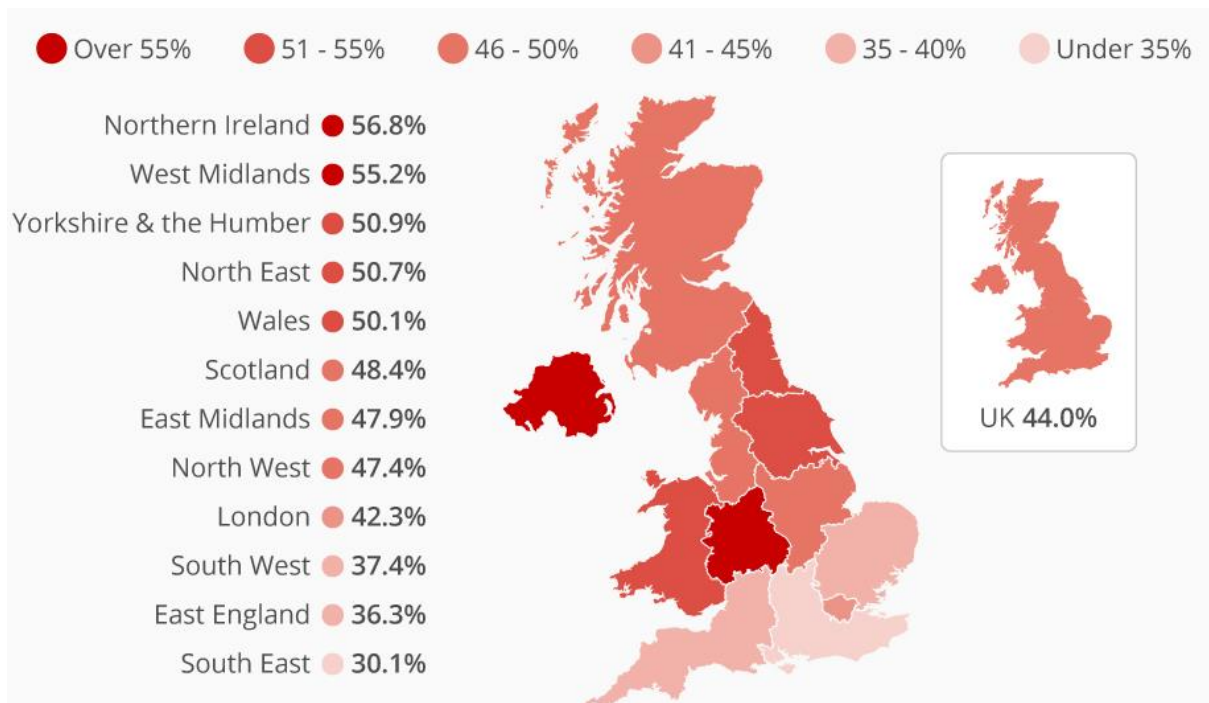 Over 55% 51 - 55% 46 - 50% 41 - 45% 35 - 40% Under 35%
Northern Ireland 56.8%
West Midlands 55.2%
Yorkshire & the Humber 50.9%
North East 50.7%
Wales 50.1%
Scotland 48.4%
East Midlands 47.9%
North West 47.4%
London 42.3%
South West 37.4%
East England 36.3%
South East 30.1%
UK 44.0%